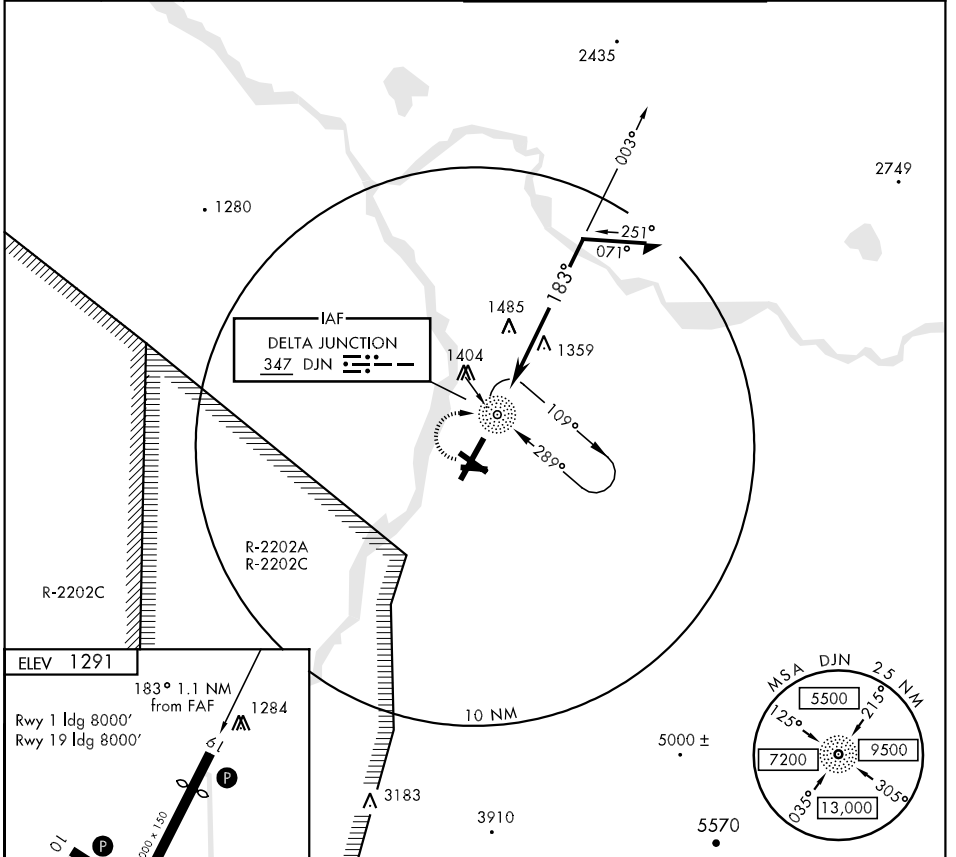 2435
003°
2749
1280
251°
071°
183°
1485
1359
IAF
DELTA JUNCTION
347 DJN
1404
109°
289°
R-2202A
R-2202C
R-2202C
ELEV 1291
183° 1.1 NM
from FAF
1284
Rwy 1 ldg 8000'
Rwy 19 ldg 8000'
19
P
10
P
000 x 150
10 NM
3183
3910
5000 ±
5570
MSA DJN 25 NM
5500
125°
215°
7200
9500
035°
305°
13,000